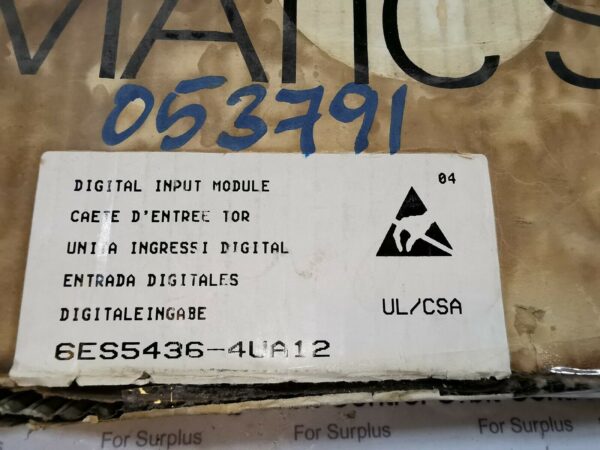 MATIC S
053791
DIGITAL INPUT MODULE
04
CAETE D'ENTREE TOR
UNITA INGRESSI DIGITAL
ENTRADA DIGITALES
DIGITALEINGABE
UL/CSA
6ES5436-4UA12
For Surplus
For Surplus
For Surplus